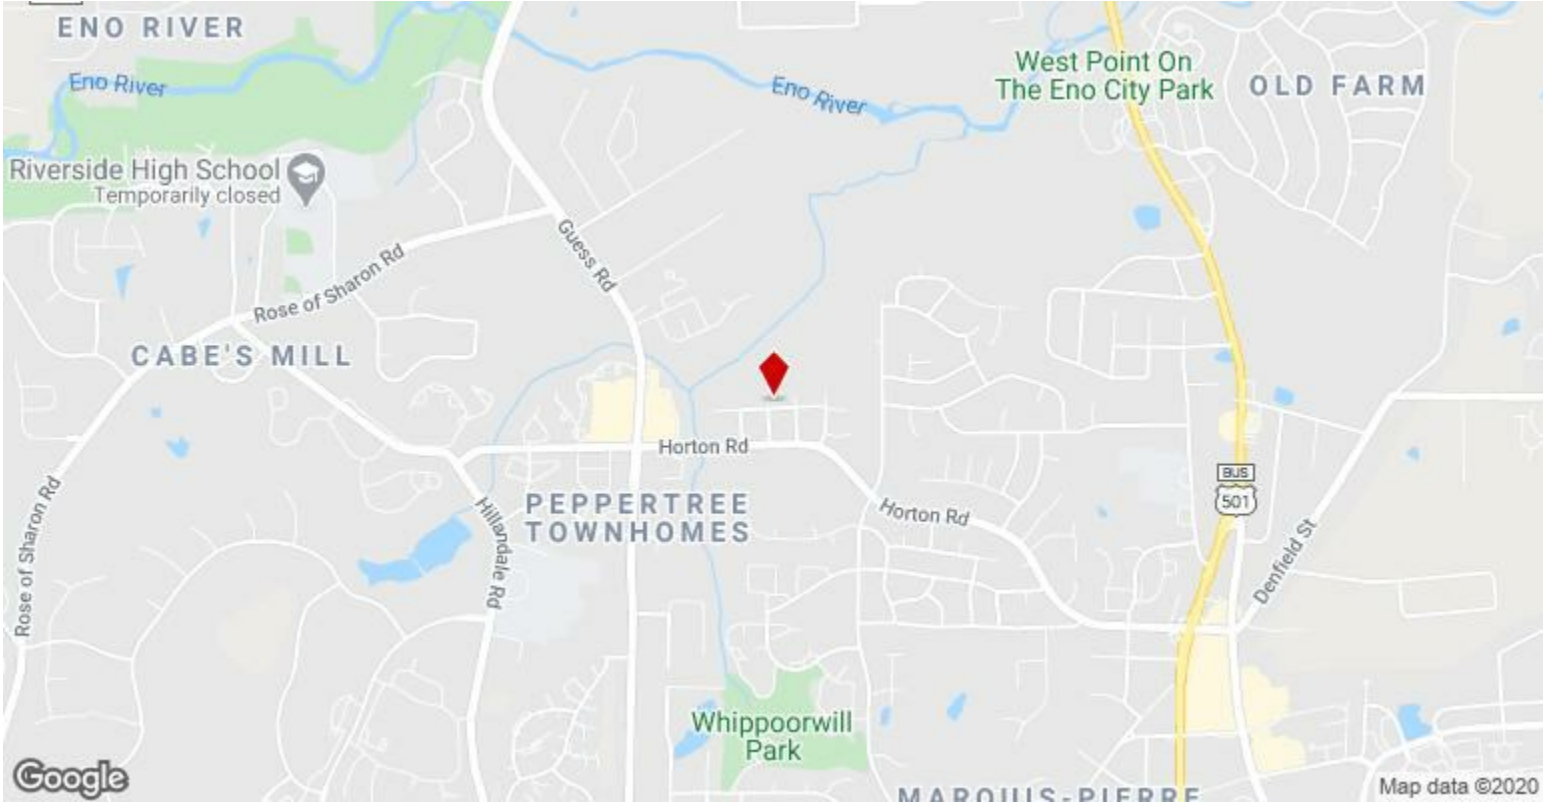 ENO RIVER
Eno River
West Point On
The Eno City Park
OLD FARM
Eno River
Riverside High School
Temporarily closed
Guess Rd
Rose of Sharon Rd
CABE'S MILL
Horton Rd
BUS
501
PEPPERTREE
TOWNHOMES
Horton Rd
Hillandale Rd
Rose of Sharon Rd
Denfield St
Whippoorwill
Park
Google
Map data ©2020
MARQUIS-PIERRE